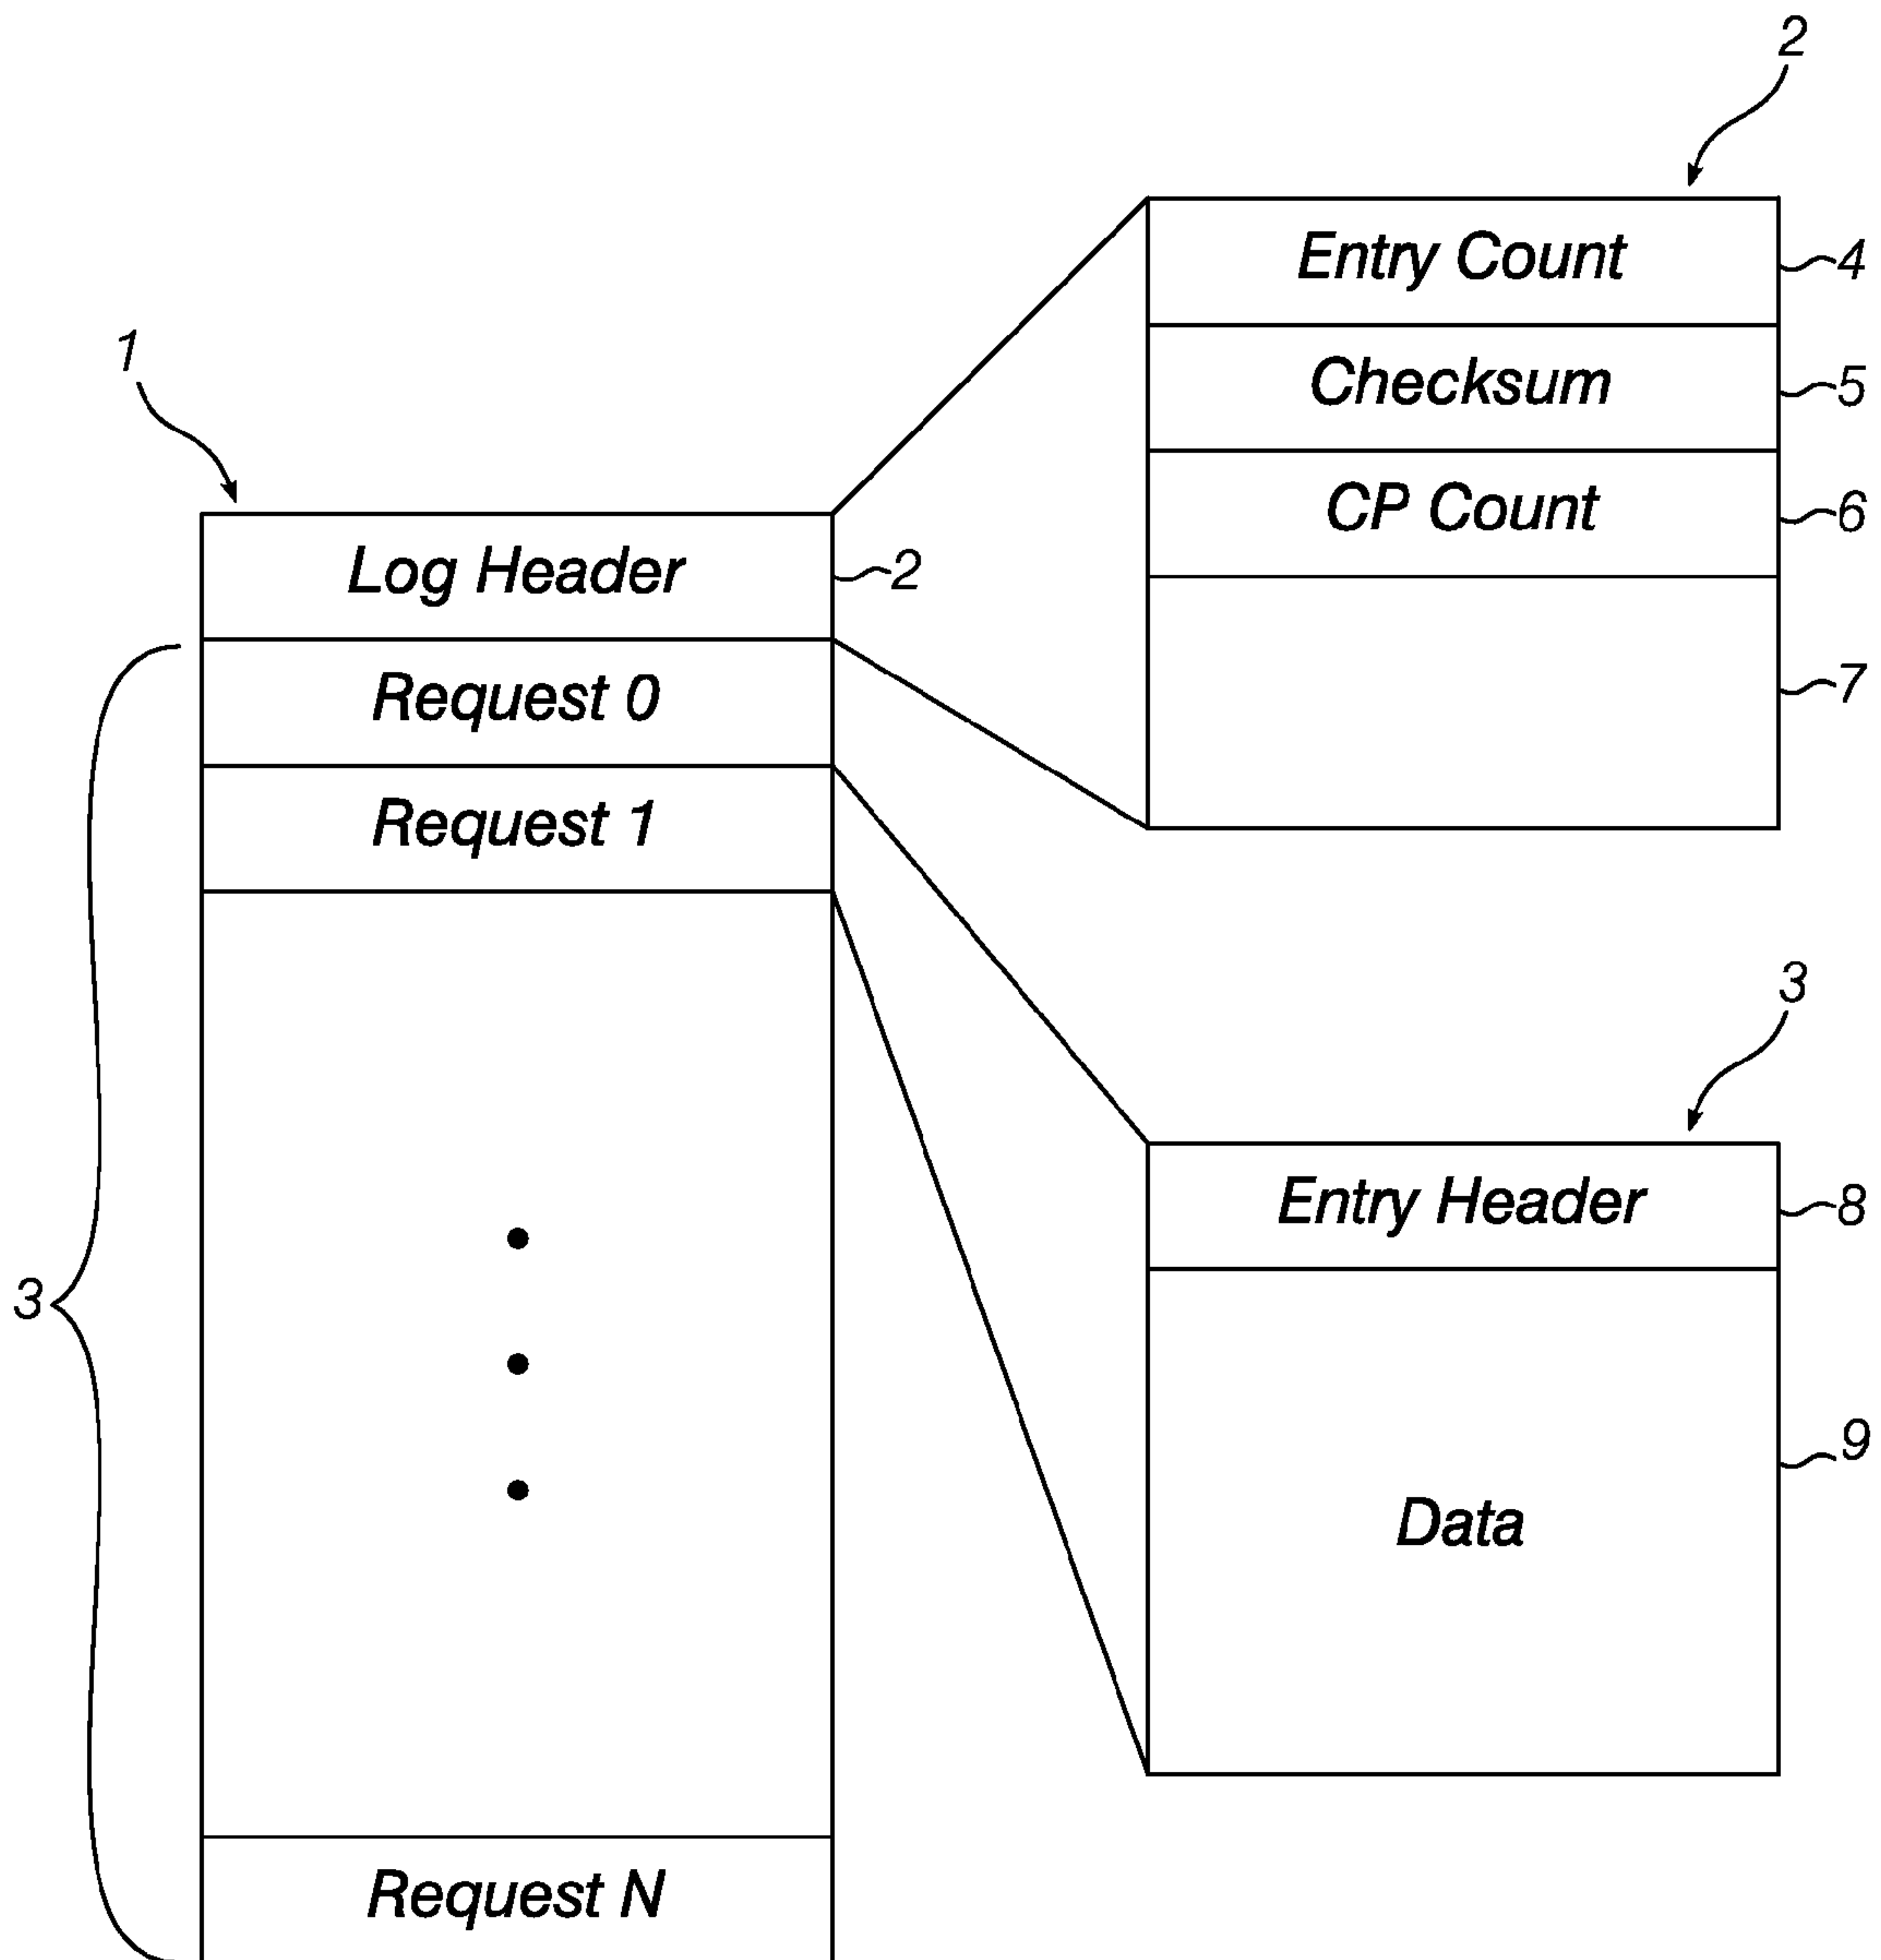 2
Entry Count 4
Checksum 5
CP Count 6
7
1
Log Header 2
Request 0
Request 1
Request N
3
3
Entry Header 8
Data 9